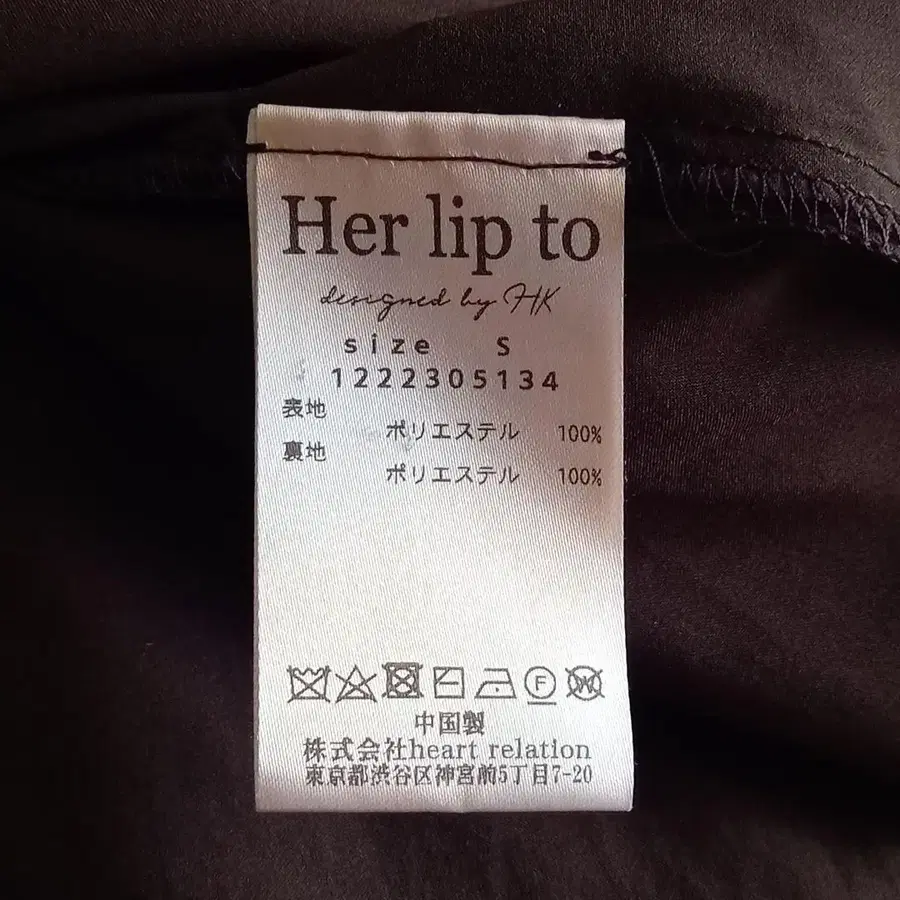 Her lip to
designed by HK
size S
1222305134
表地
ポリエステル 100%
裏地
ポリエステル 100%
F W
中国製
株式会社heart relation
東京都渋谷区神宮前5丁目7-20